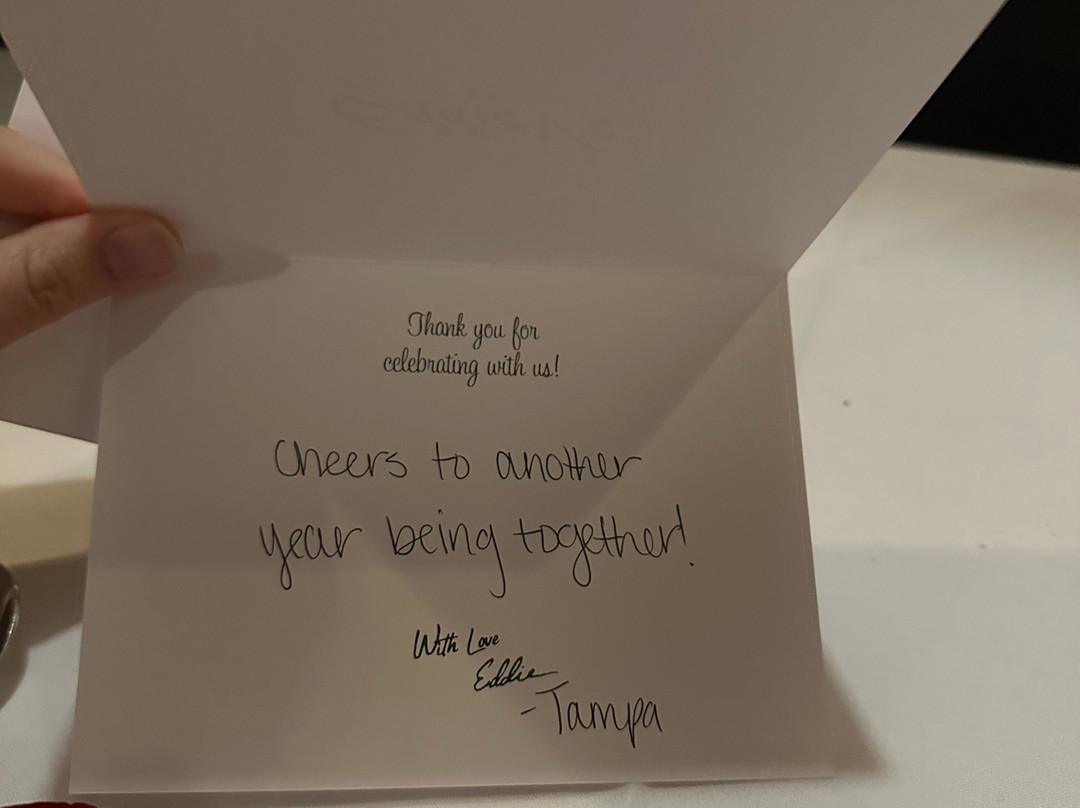 Thank you for
celebrating with us!
Cheers to another
year being together!
With Love
Eddie
-Tampa